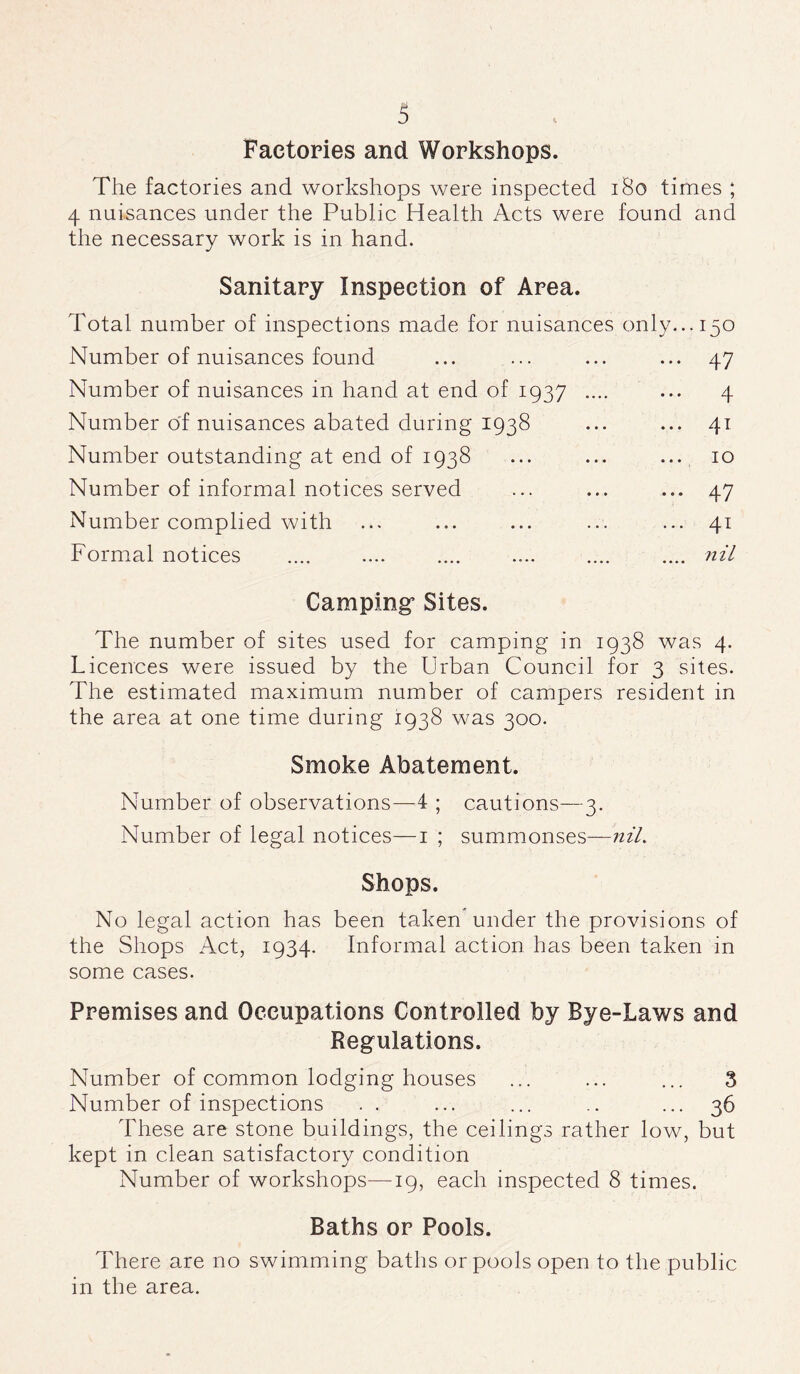 5
Factories and Workshops.
The factories and workshops were inspected 180 times ;
4 nuisances under the Public Health Acts were found and
the necessary work is in hand.
Sanitary Inspection of Area.
Total number of inspections made for nuisances only...150
Number of nuisances found ... ... ... ... 47
Number of nuisances in hand at end of 1937 .... ... 4
Number of nuisances abated during 1938 ... ... 41
Number outstanding at end of 1938 ... ... ... 10
Number of informal notices served ... ... ... 47
Number complied with ... ... ... ... ... 41
Formal notices .... .... .... .... .... .... nil
Camping Sites.
The number of sites used for camping in 1938 was 4.
Licences were issued by the Urban Council for 3 sites.
The estimated maximum number of campers resident in
the area at one time during 1938 was 300.
Smoke Abatement.
Number of observations—4 ; cautions—3.
Number of legal notices—1 ; summonses—nil.
Shops.
No legal action has been taken under the provisions of
the Shops Act, 1934. Informal action has been taken in
some cases.
Premises and Occupations Controlled by Bye-Laws and
Regulations.
Number of common lodging houses ... ... ... 3
Number of inspections . . ... ... .. ... 36
These are stone buildings, the ceilings rather low, but
kept in clean satisfactory condition
Number of workshops—19, each inspected 8 times.
Baths or Pools.
There are no swimming baths or pools open to the public
in the area.